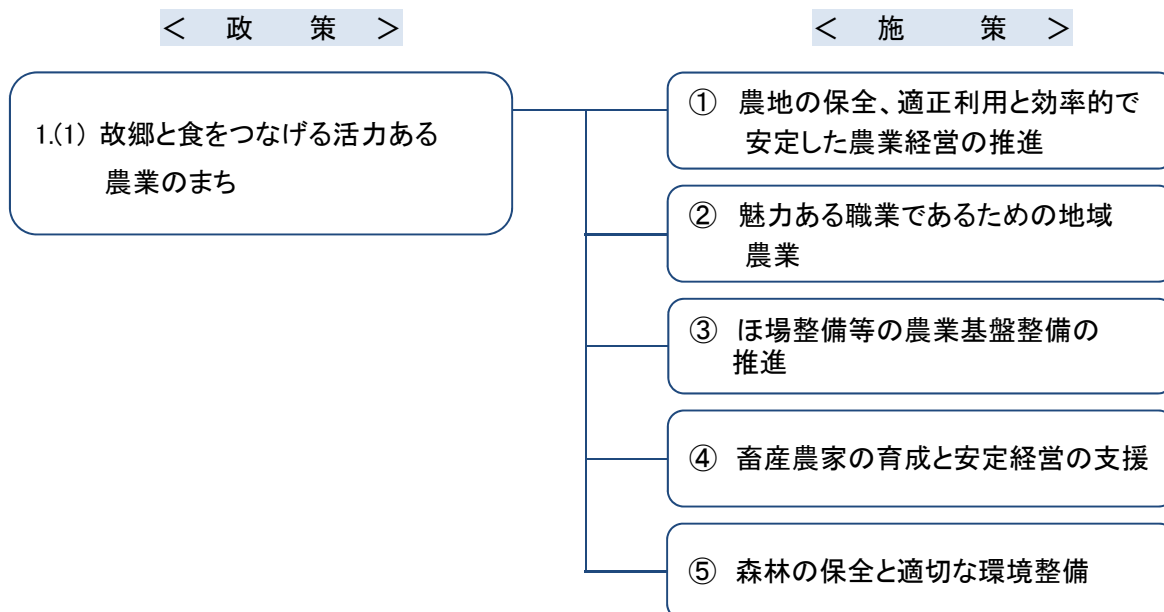 < 政 策 >
< 施 策 >
1.(1) 故郷と食をつなげる活力ある
農業のまち
① 農地の保全、適正利用と効率的で
安定した農業経営の推進
② 魅力ある職業であるための地域
農業
③ ほ場整備等の農業基盤整備の
推進
④ 畜産農家の育成と安定経営の支援
⑤ 森林の保全と適切な環境整備